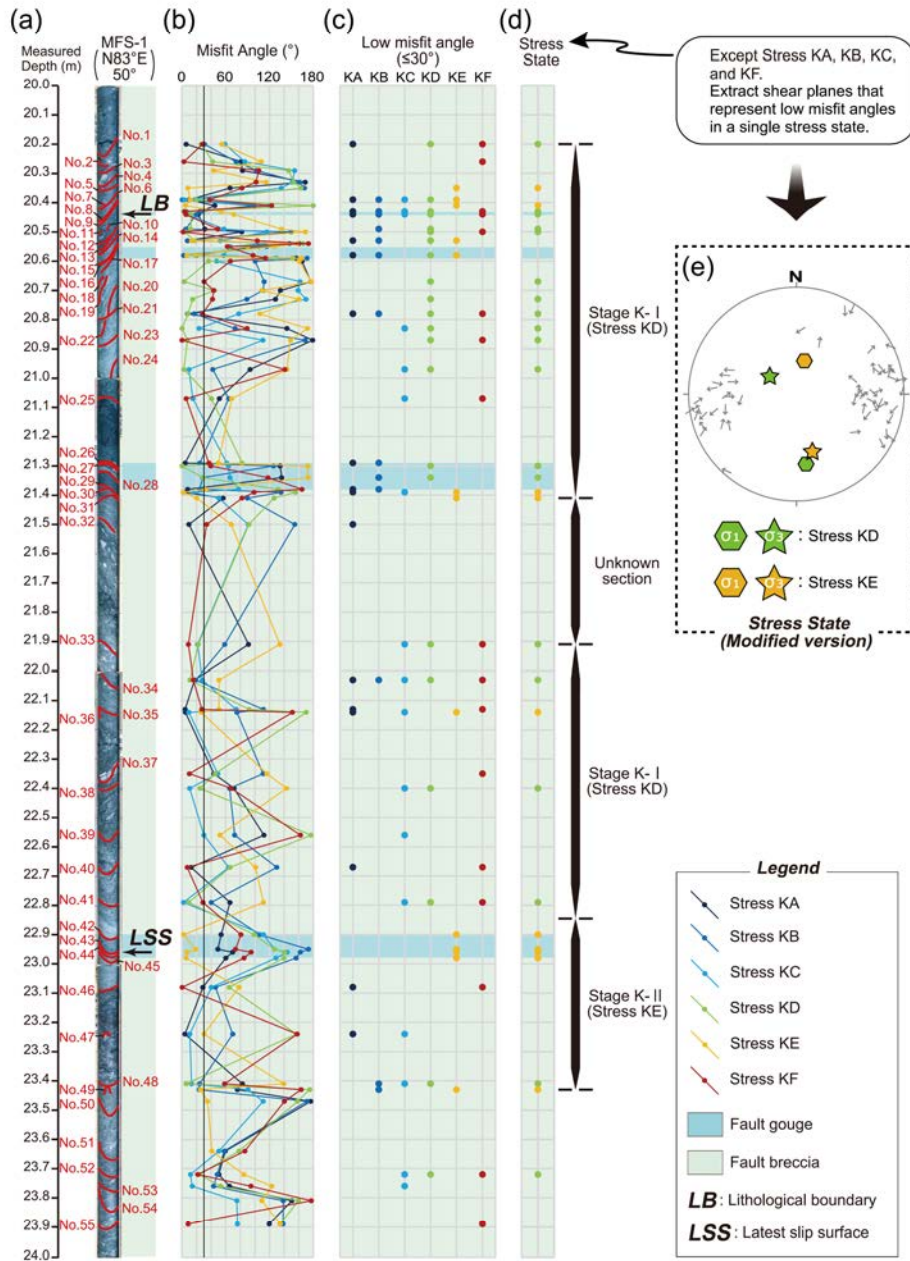 (a)
MFS-1
N83°E
50°
Measured
Depth (m)
20.0
20.1
20.2
20.3
20.4
20.5
20.6
20.7
20.8
20.9
21.0
21.1
21.2
21.3
21.4
21.5
21.6
21.7
21.8
21.9
22.0
22.1
22.2
22.3
22.4
22.5
22.6
22.7
22.8
22.9
23.0
23.1
23.2
23.3
23.4
23.5
23.6
23.7
23.8
23.9
24.0
No.1
No.2
No.3
No.4
No.5
No.6
No.7
No.8
LB
No.9
No.10
No.11
No.14
No.12
No.13
No.17
No.15
No.16
No.20
No.18
No.21
No.19
No.23
No.22
No.24
No.25
No.26
No.27
No.29
No.28
No.30
No.31
No.32
No.33
No.34
No.36
No.35
No.37
No.38
No.39
No.40
No.41
No.42
No.43
LSS
No.44
No.45
No.46
No.47
No.48
No.49
No.50
No.51
No.52
No.53
No.54
No.55
(b)
Misfit Angle (°)
0 60 120 180
(c)
Low misfit angle
(≤30°)
KA KB KC KD KE KF
(d)
Stress
State
Stage K-Ⅰ
(Stress KD)
Unknown
section
Stage K-Ⅰ
(Stress KD)
Stage K-Ⅱ
(Stress KE)
Except Stress KA, KB, KC,
and KF.
Extract shear planes that
represent low misfit angles
in a single stress state.
(e)
N
σ1 σ3 : Stress KD
σ1 σ3 : Stress KE
Stress State
(Modified version)
Legend
Stress KA
Stress KB
Stress KC
Stress KD
Stress KE
Stress KF
Fault gouge
Fault breccia
LB : Lithological boundary
LSS : Latest slip surface